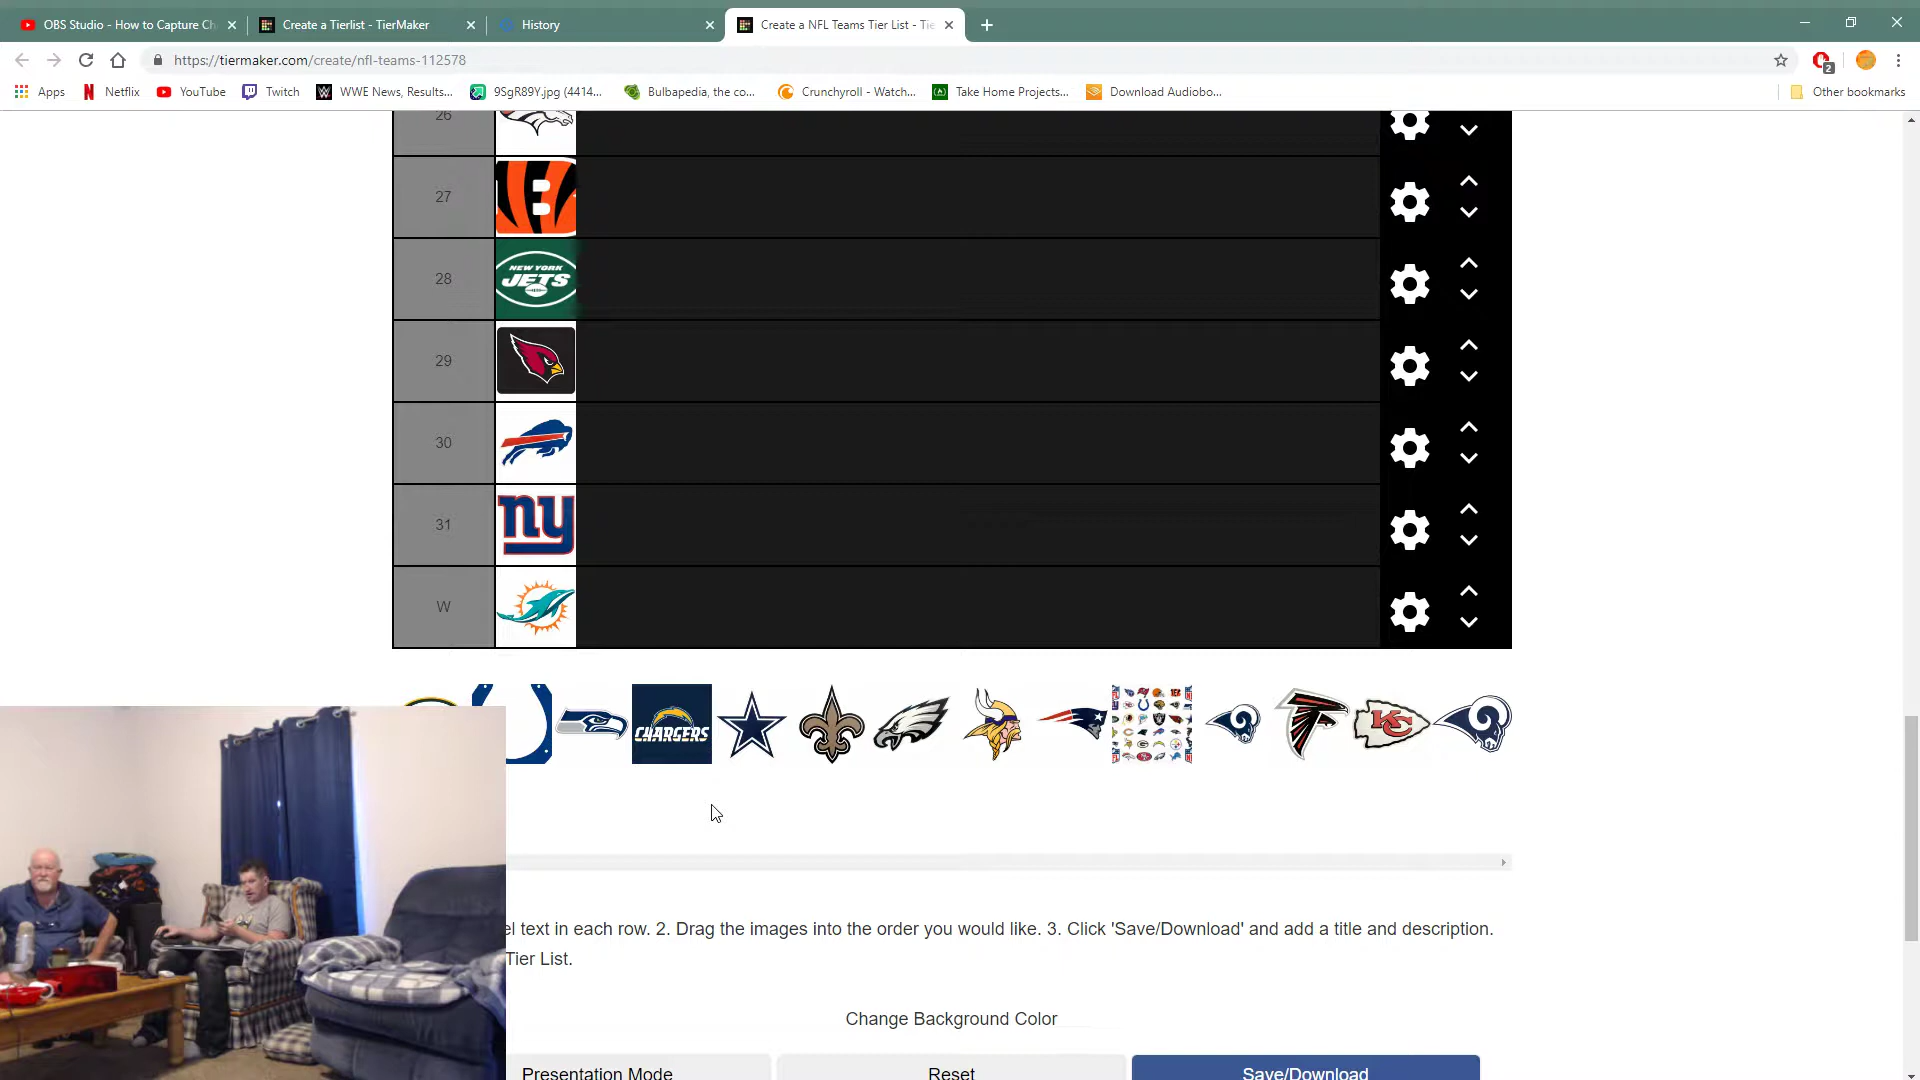 OBS Studio - How to Capture Ch
Create a Tierlist - TierMaker
History
Create a NFL Teams Tier List - Tie
https://tiermaker.com/create/nfl-teams-112578
2
Apps
Netflix
YouTube
Twitch
WWE News, Results...
9SgR89Y.jpg (4414...
Bulbapedia, the co...
Crunchyroll - Watch...
Take Home Projects...
Download Audiobo...
Other bookmarks
26
27
B
28
NEW YORK
JETS
29
30
31
ny
W
CHARGERS
KC
el text in each row. 2. Drag the images into the order you would like. 3. Click 'Save/Download' and add a title and description.
Tier List.
Change Background Color
Presentation Mode
Reset
Save/Download